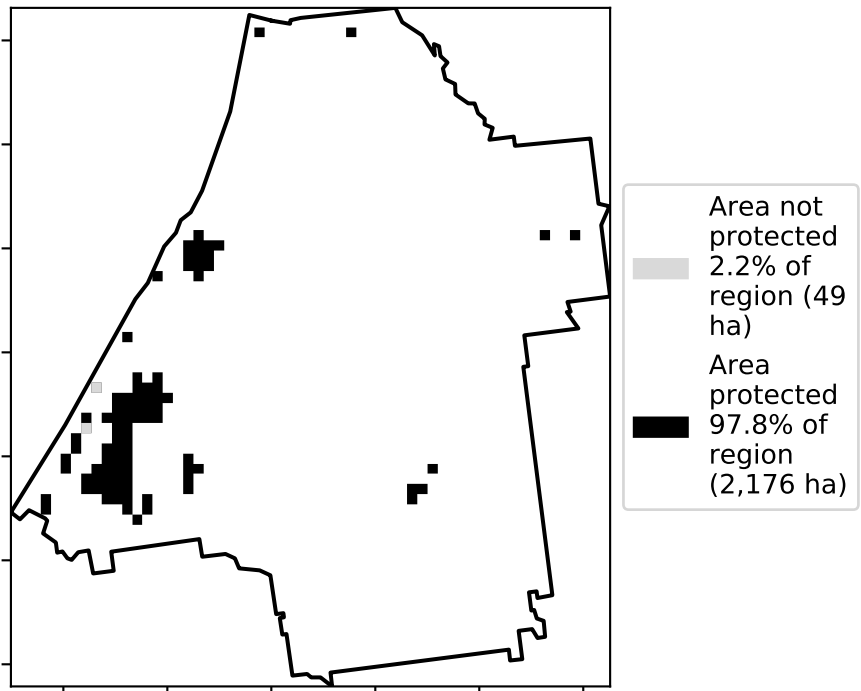 Area not
protected
2.2% of
region (49
ha)
Area
protected
97.8% of
region
(2,176 ha)